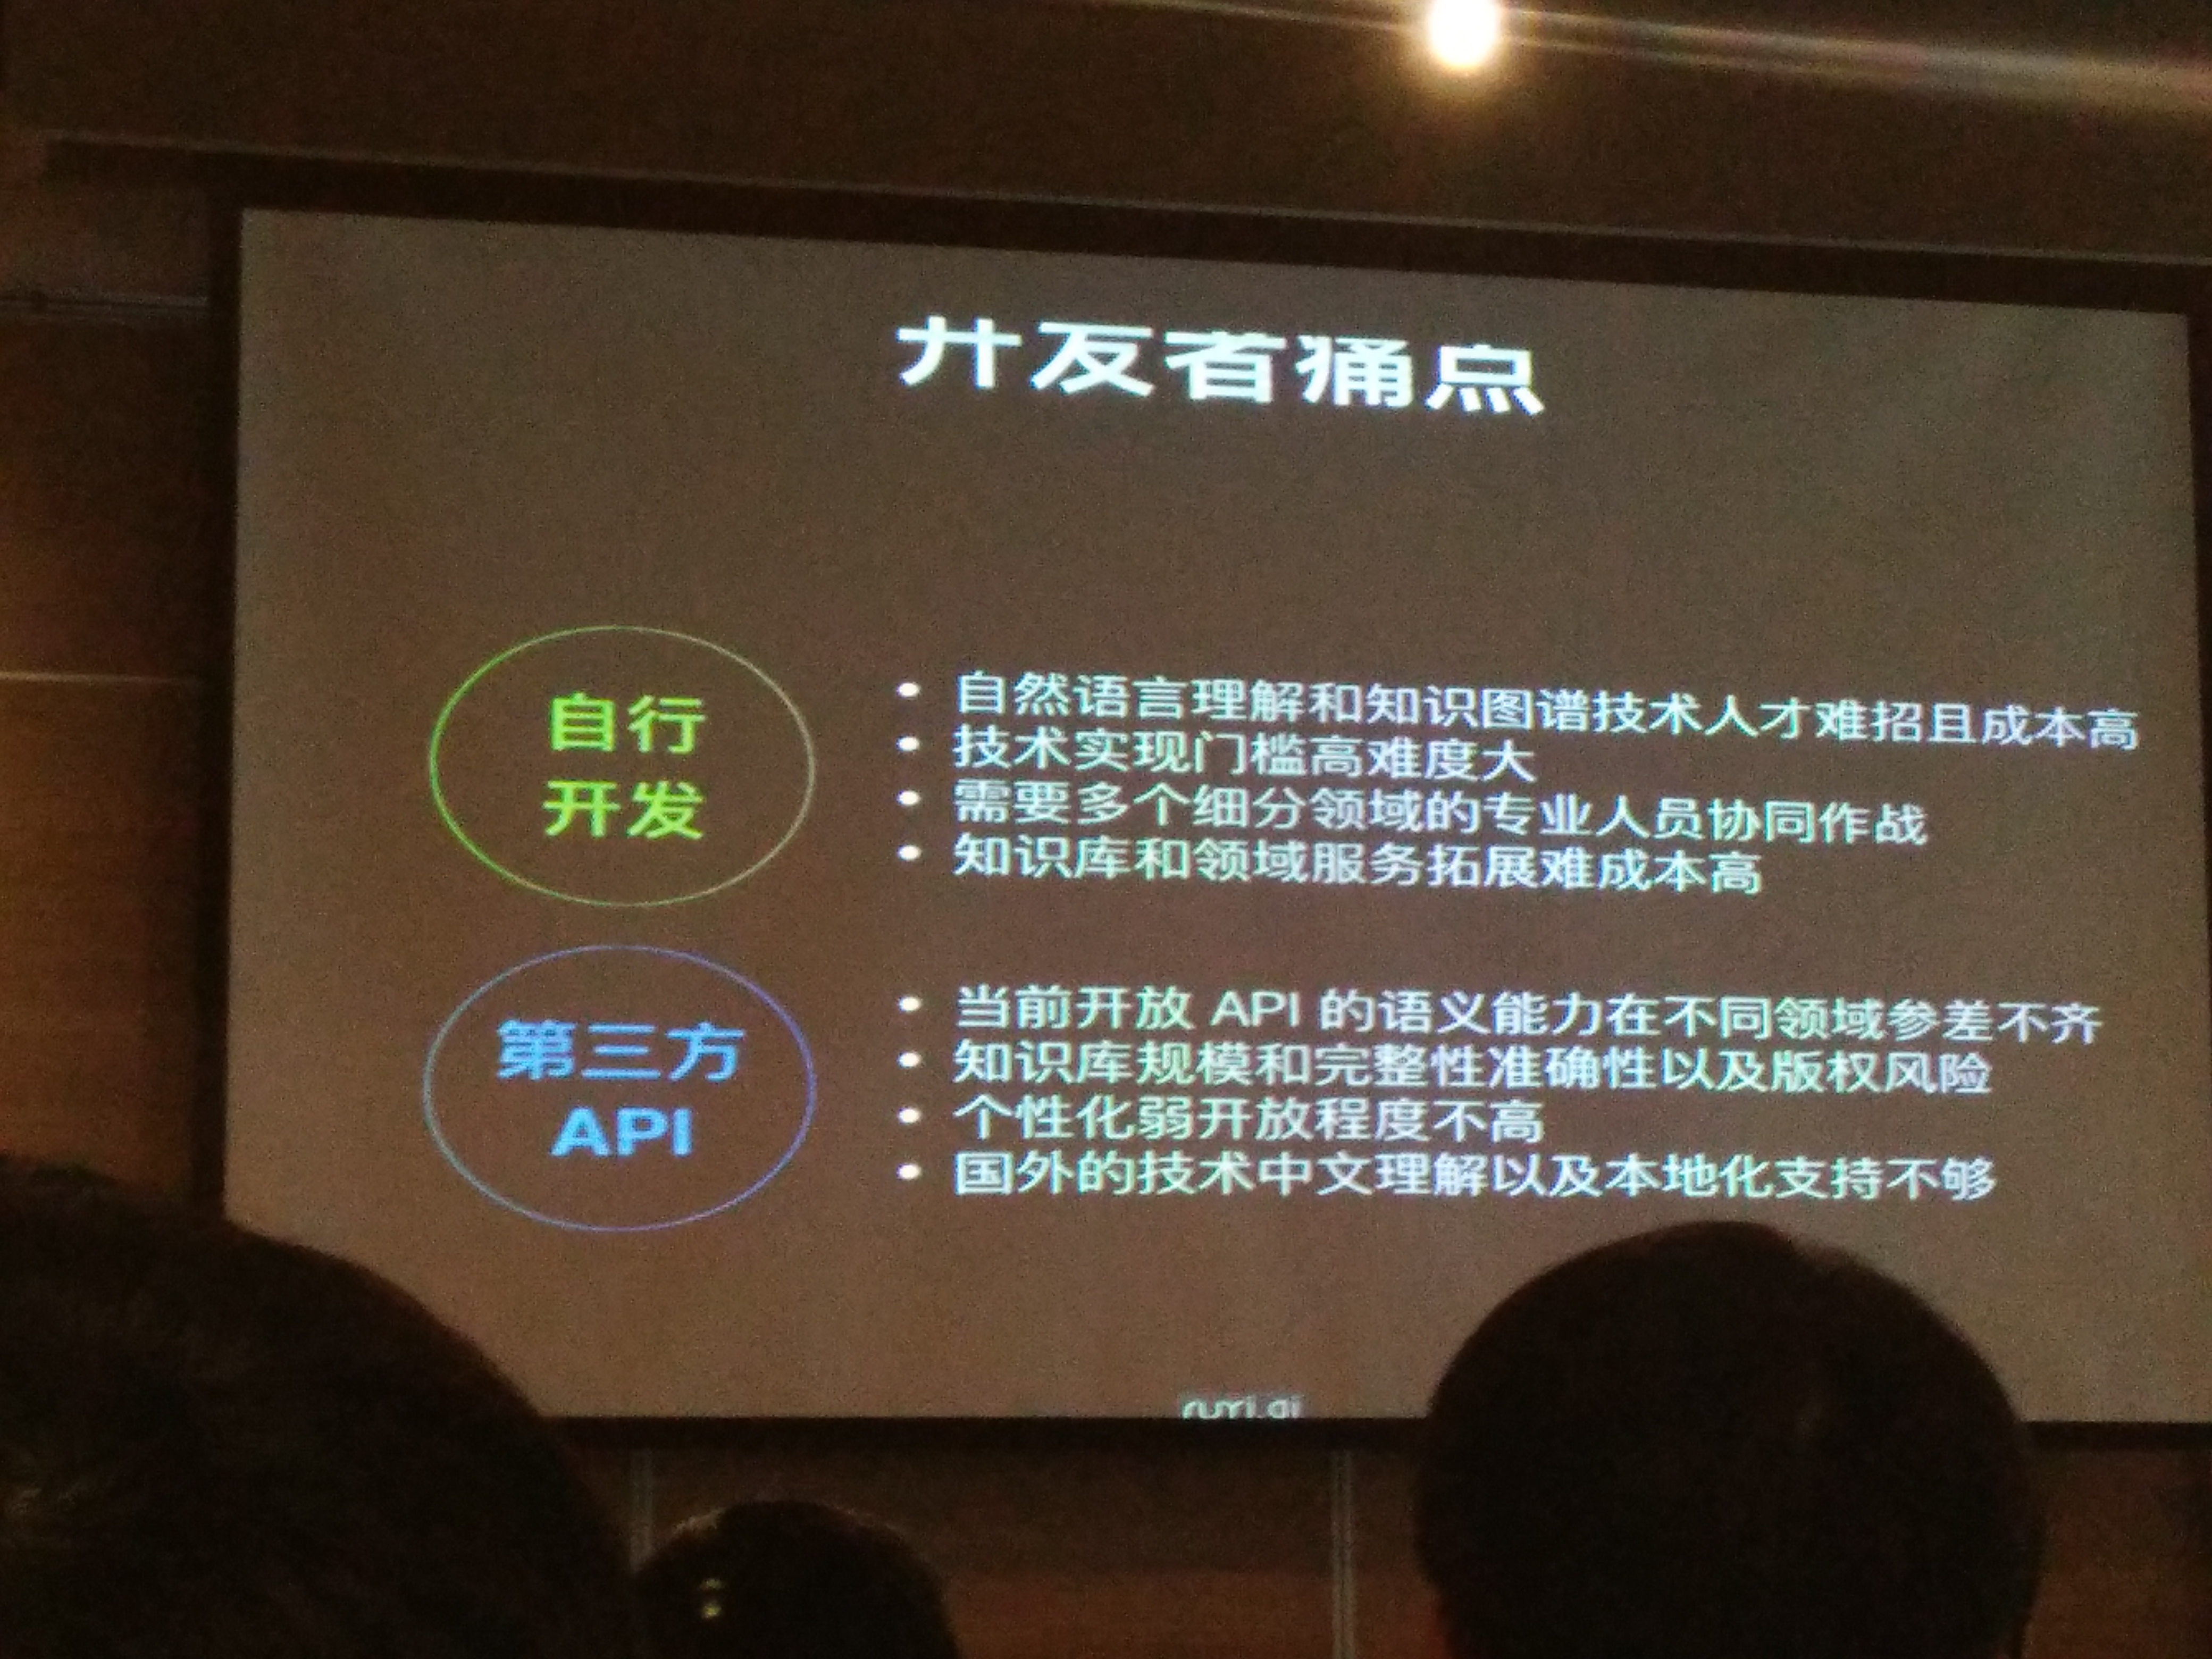 开发者痛点
自行
开发
• 自然语言理解和知识图谱技术人才难招且成本高
• 技术实现门槛高难度大
• 需要多个细分领域的专业人员协同作战
• 知识库和领域服务拓展难成本高
第三方
API
• 当前开放 API 的语义能力在不同领域参差不齐
• 知识库规模和完整性准确性以及版权风险
• 个性化弱开放程度不高
• 国外的技术中文理解以及本地化支持不够